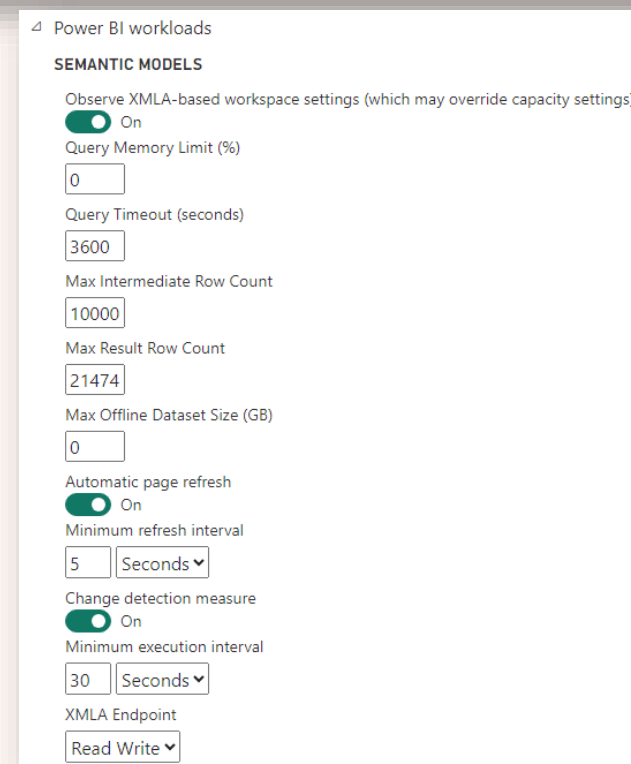 Power BI workloads
SEMANTIC MODELS
Observe XMLA-based workspace settings (which may override capacity settings)
On
Query Memory Limit (%)
0
Query Timeout (seconds)
3600
Max Intermediate Row Count
10000
Max Result Row Count
21474
Max Offline Dataset Size (GB)
0
Automatic page refresh
On
Minimum refresh interval
5 Seconds
Change detection measure
On
Minimum execution interval
30 Seconds
XMLA Endpoint
Read Write